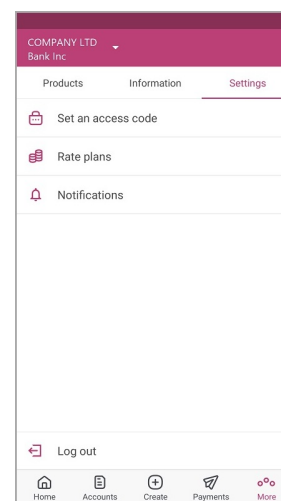 COMPANY LTD
Bank Inc
Products Information Settings
Set an access code
Rate plans
Notifications
Log out
Home Accounts Create Payments More